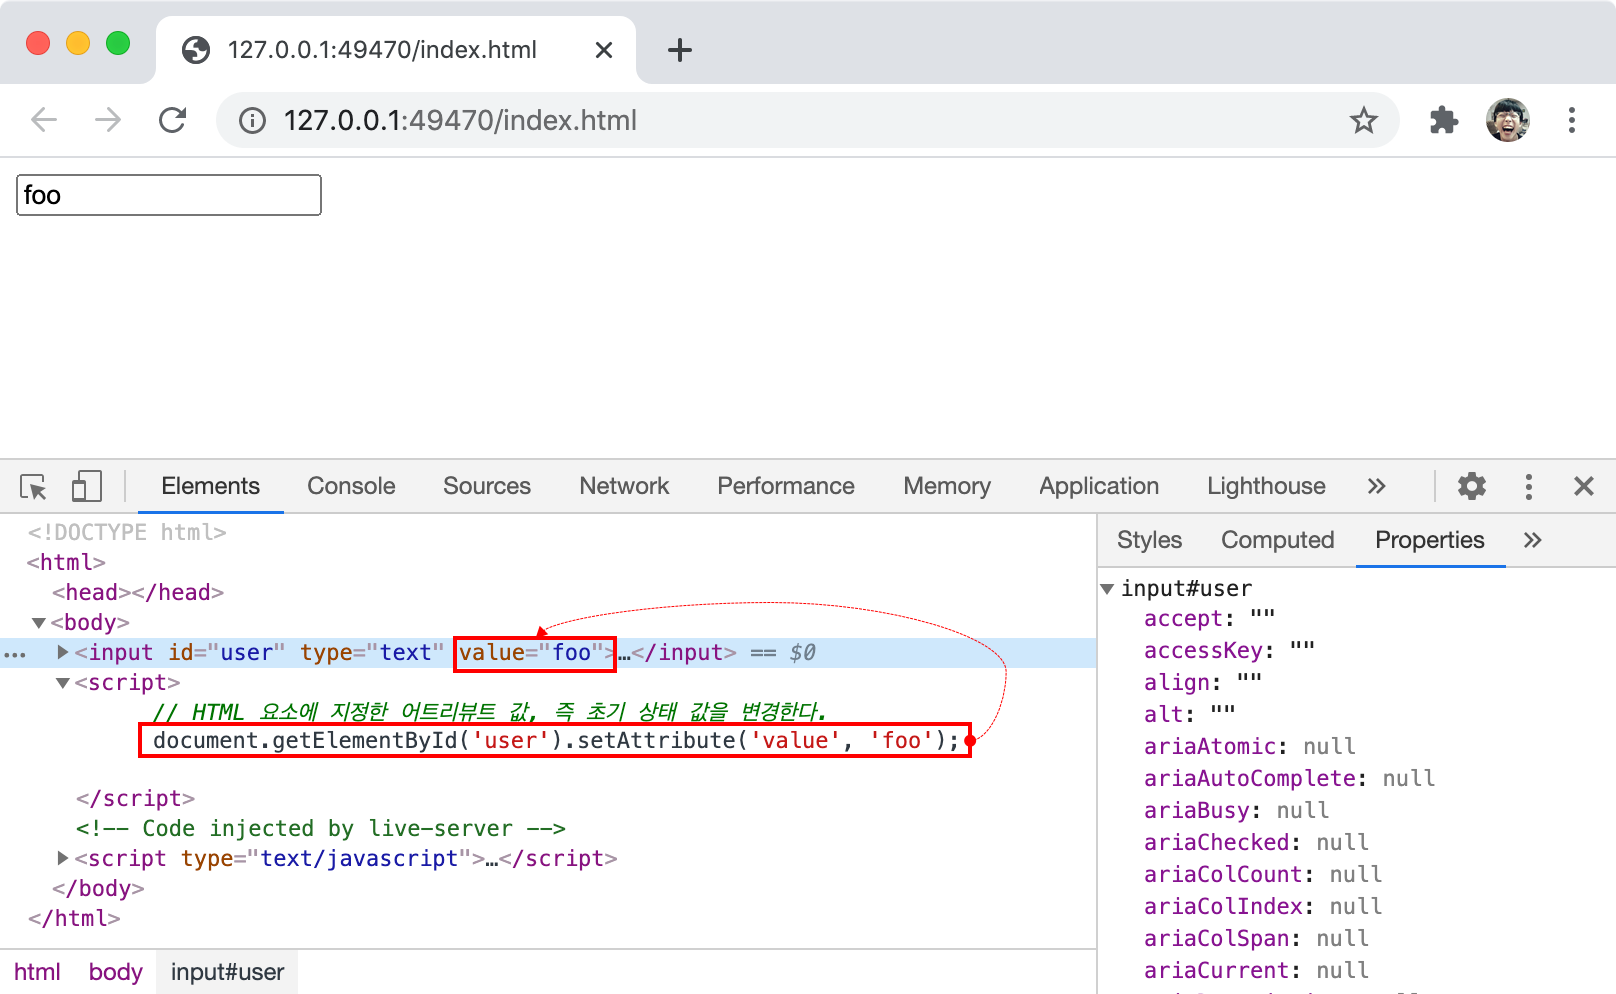 127.0.0.1:49470/index.html
127.0.0.1:49470/index.html
foo
Elements Console Sources Network Performance Memory Application Lighthouse »
<!DOCTYPE html>
<html>
<head></head>
<body>
<input id="user" type="text" value="foo">…</input> == $0
<script>
// HTML 요소에 지정한 어트리뷰트 값, 즉 초기 상태 값을 변경한다.
document.getElementById('user').setAttribute('value', 'foo');
</script>
<!-- Code injected by live-server -->
<script type="text/javascript">…</script>
</body>
</html>
html body input#user
Styles Computed Properties »
input#user
accept: ""
accessKey: ""
align: ""
alt: ""
ariaAtomic: null
ariaAutoComplete: null
ariaBusy: null
ariaChecked: null
ariaColCount: null
ariaColIndex: null
ariaColSpan: null
ariaCurrent: null